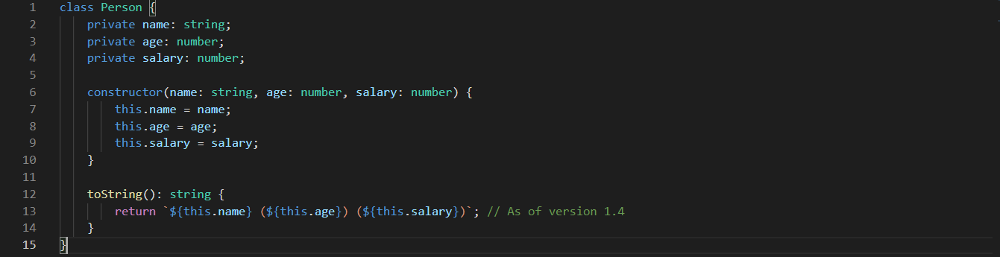 1 class Person {
2 private name: string;
3 private age: number;
4 private salary: number;
5
6 constructor(name: string, age: number, salary: number) {
7 this.name = name;
8 this.age = age;
9 this.salary = salary;
10 }
11
12 toString(): string {
13 return `${this.name} (${this.age}) (${this.salary})`; // As of version 1.4
14 }
15 }